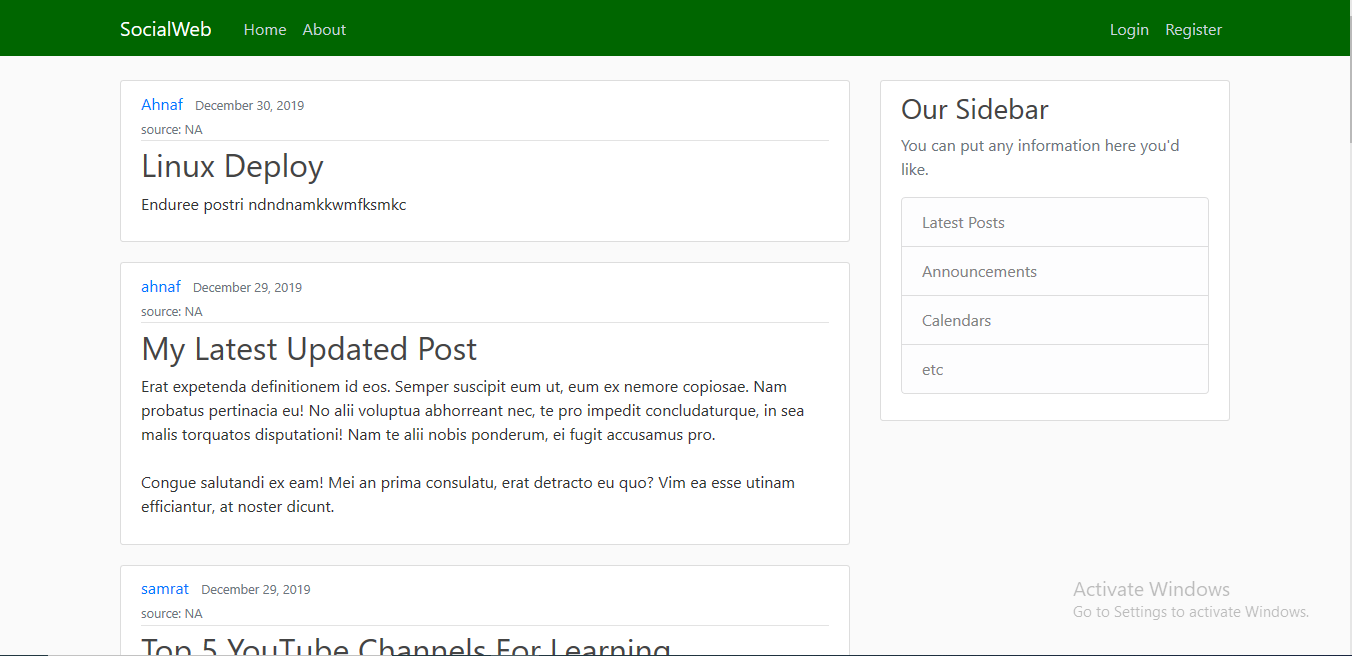 SocialWeb Home About Login Register
Ahnaf December 30, 2019
source: NA
Linux Deploy
Enduree postri ndndnamkkwmfksmkc
ahnaf December 29, 2019
source: NA
My Latest Updated Post
Erat expetenda definitionem id eos. Semper suscipit eum ut, eum ex nemore copiosae. Nam
probatus pertinacia eu! No alii voluptua abhorreant nec, te pro impedit concludaturque, in sea
malis torquatos disputationi! Nam te alii nobis ponderum, ei fugit accusamus pro.
Congue salutandi ex eam! Mei an prima consulatu, erat detracto eu quo? Vim ea esse utinam
efficiantur, at noster dicunt.
samrat December 29, 2019
source: NA
Top 5 YouTube Channels For Learning
Our Sidebar
You can put any information here you'd
like.
Latest Posts
Announcements
Calendars
etc
Activate Windows
Go to Settings to activate Windows.